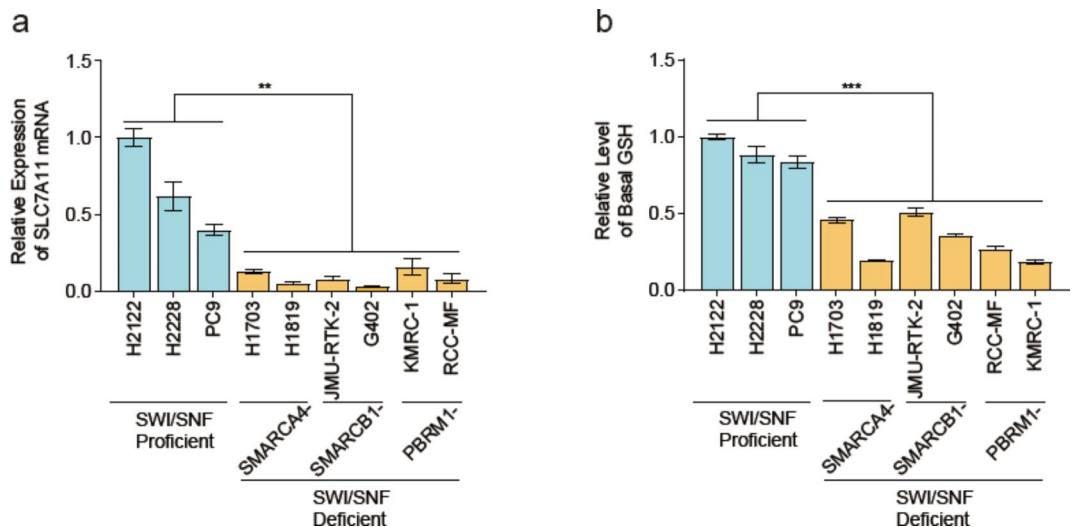 a
Relative Expression
of SLC7A11 mRNA
1.5
1.0
0.5
0.0
**
H2122
H2228
PC9
H1703
H1819
JMU-RTK-2
G402
KMRC-1
RCC-MF
SWI/SNF
Proficient
SMARCA4-
SMARCB1-
PBRM1-
SWI/SNF
Deficient
b
Relative Level
of Basal GSH
1.5
1.0
0.5
0.0
***
H2122
H2228
PC9
H1703
H1819
JMU-RTK-2
G402
RCC-MF
KMRC-1
SWI/SNF
Proficient
SMARCA4-
SMARCB1-
PBRM1-
SWI/SNF
Deficient